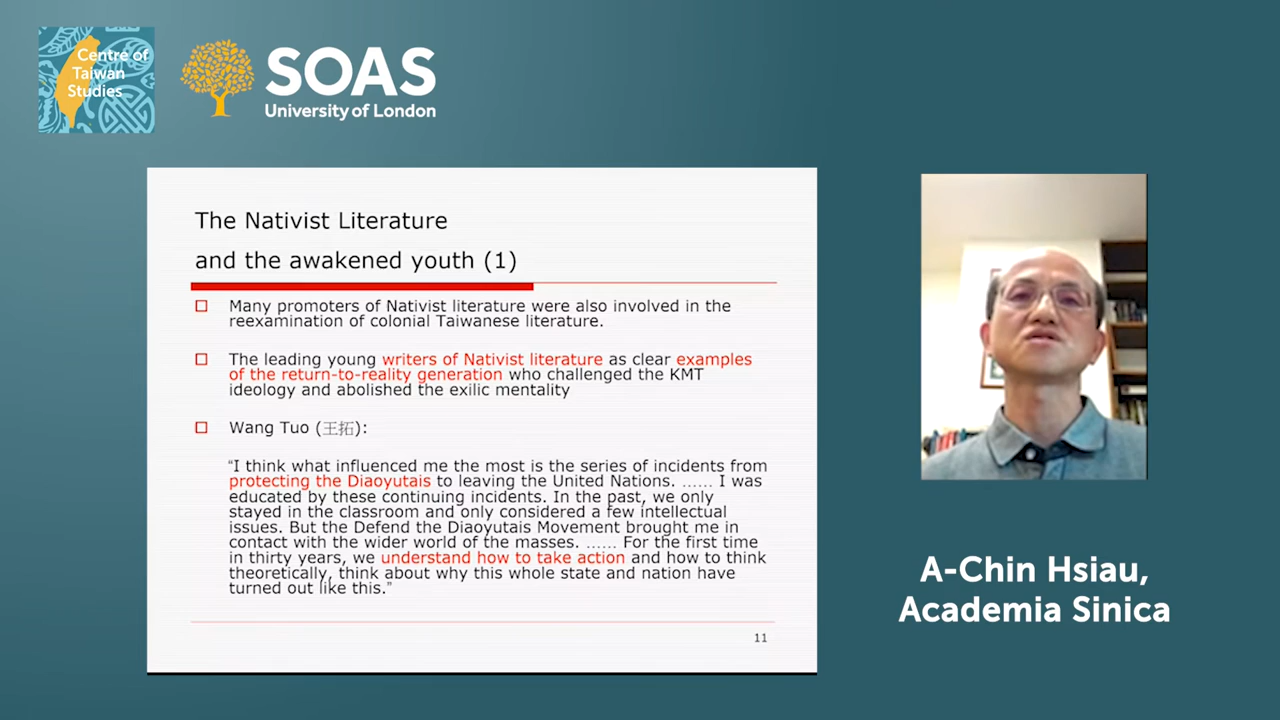 Centre of
Taiwan
Studies
SOAS
University of London
The Nativist Literature
and the awakened youth (1)
Many promoters of Nativist literature were also involved in the
reexamination of colonial Taiwanese literature.
The leading young writers of Nativist literature as clear examples
of the return-to-reality generation who challenged the KMT
ideology and abolished the exilic mentality
Wang Tuo (王拓):
“I think what influenced me the most is the series of incidents from
protecting the Diaoyutais to leaving the United Nations. …… I was
educated by these continuing incidents. In the past, we only
stayed in the classroom and only considered a few intellectual
issues. But the Defend the Diaoyutais Movement brought me in
contact with the wider world of the masses. …… For the first time
in thirty years, we understand how to take action and how to think
theoretically, think about why this whole state and nation have
turned out like this.”
11
A-Chin Hsiau,
Academia Sinica